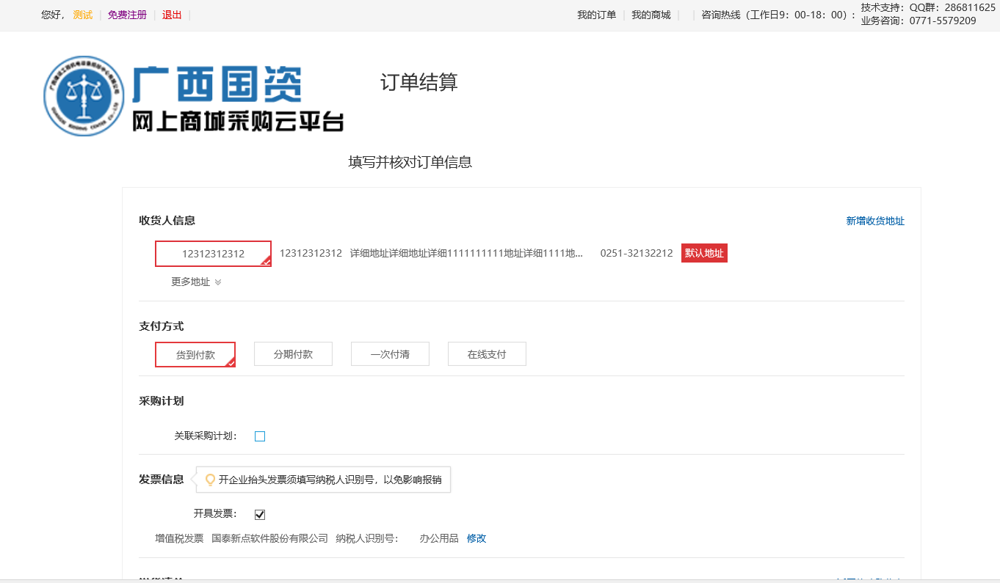 您好， 测试 免费注册 退出 我的订单 我的商城 咨询热线（工作日9：00-18：00）： 技术支持：QQ群：286811625
业务咨询：0771-5579209
广西国资
网上商城采购云平台
订单结算
填写并核对订单信息
收货人信息 新增收货地址
12312312312 12312312312 详细地址详细地址详细1111111111地址详细1111地... 0251-32132212 默认地址
更多地址
支付方式
货到付款 分期付款 一次付清 在线支付
采购计划
关联采购计划：
发票信息 开企业抬头发票须填写纳税人识别号，以免影响报销
开具发票：
增值税发票 国泰新点软件股份有限公司 纳税人识别号： 办公用品 修改